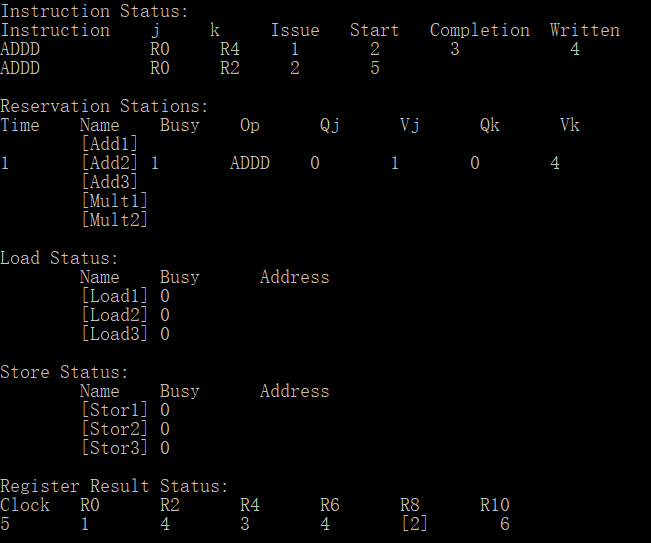 Instruction Status:
Instruction j k Issue Start Completion Written
ADDD R0 R4 1 2 3 4
ADDD R0 R2 2 5
Reservation Stations:
Time Name Busy Op Qj Vj Qk Vk
[Add1]
1 [Add2] 1 ADDD 0 1 0 4
[Add3]
[Mult1]
[Mult2]
Load Status:
Name Busy Address
[Load1] 0
[Load2] 0
[Load3] 0
Store Status:
Name Busy Address
[Stor1] 0
[Stor2] 0
[Stor3] 0
Register Result Status:
Clock R0 R2 R4 R6 R8 R10
5 1 4 3 4 [2] 6